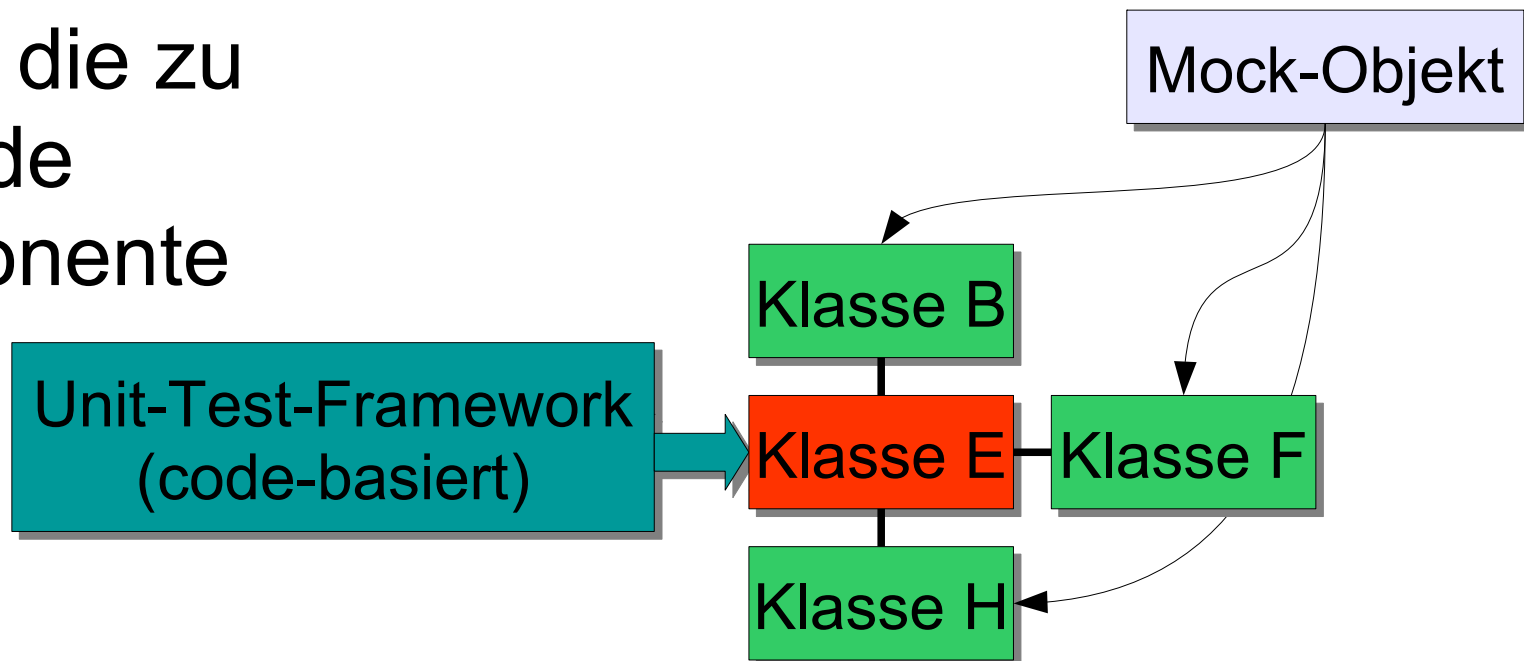 die zu
de
onente
Mock-Objekt
Klasse B
Unit-Test-Framework
(code-basiert)
Klasse E
Klasse F
Klasse H